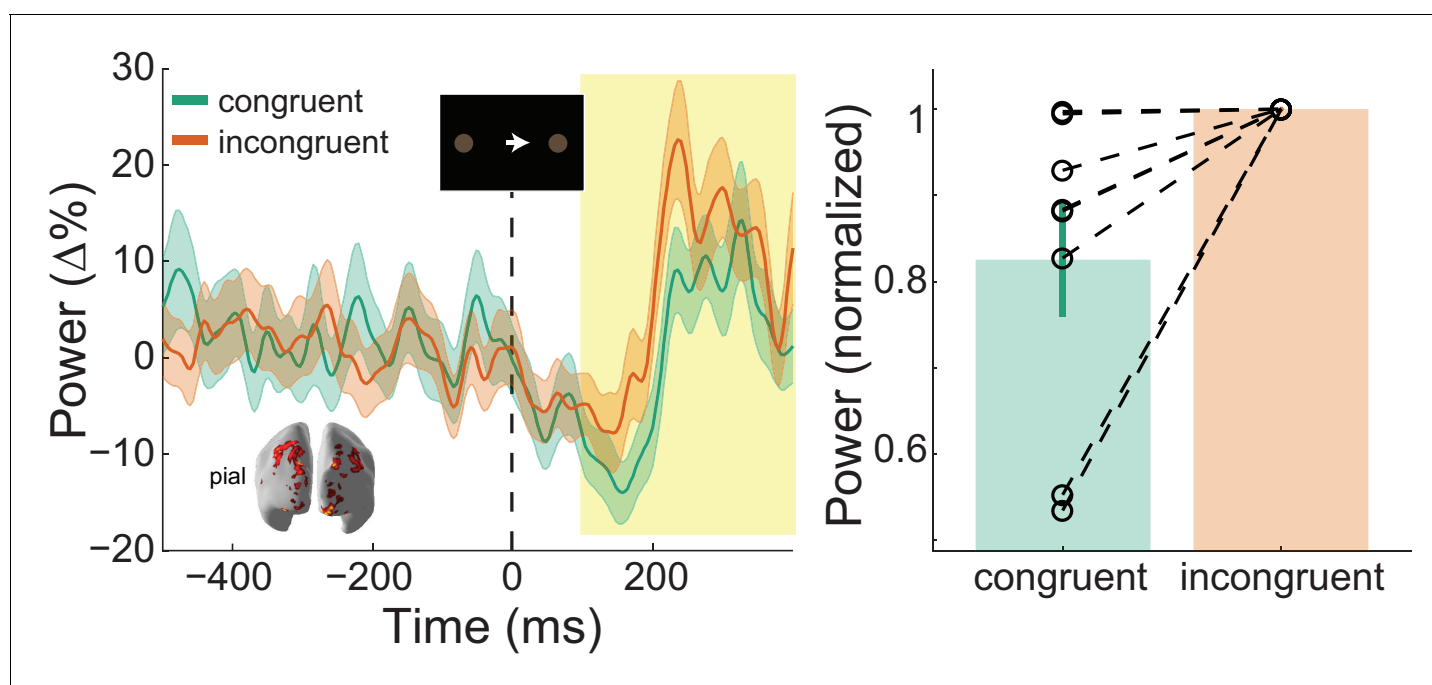 30
20
10
0
−10
−20
Power (Δ%)
congruent
incongruent
pial
−400
−200
0
200
Time (ms)
1
0.8
0.6
Power (normalized)
congruent
incongruent